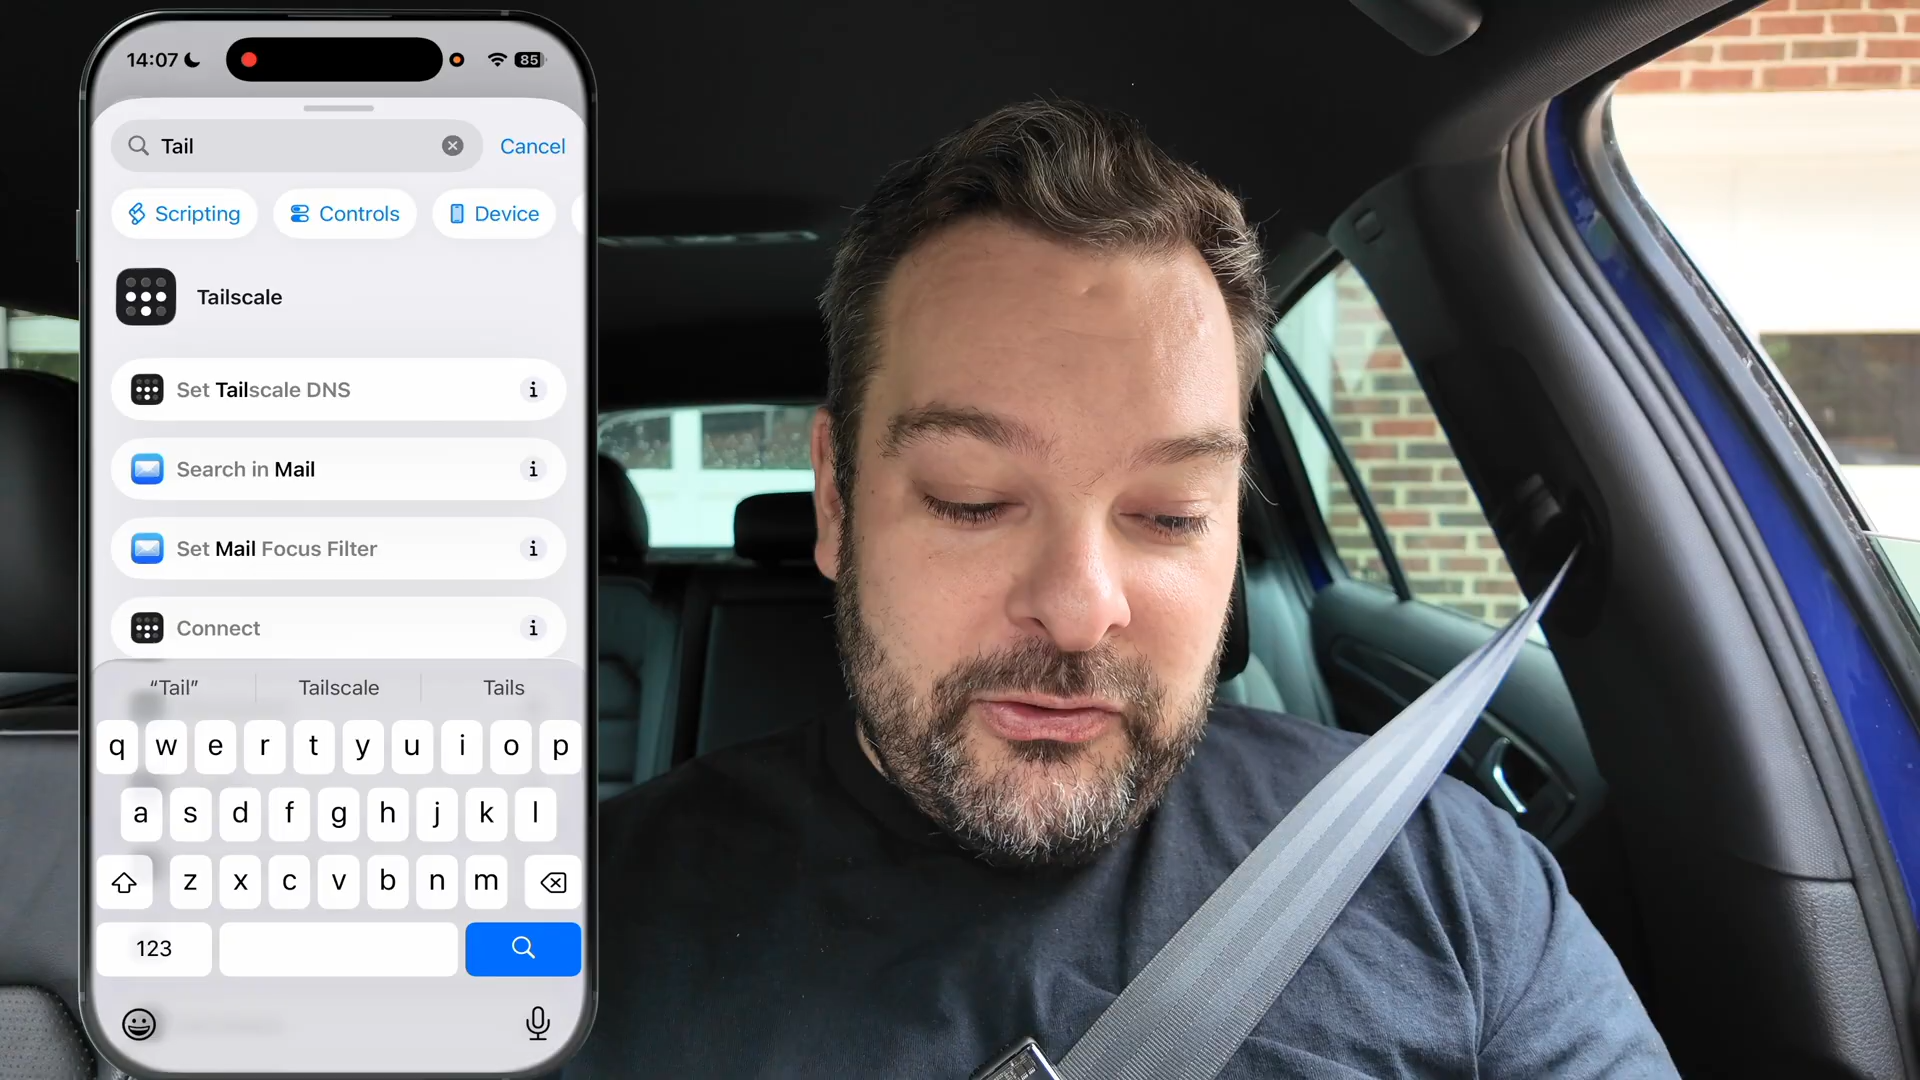 14:07
85
Tail
Cancel
Scripting Controls Device
Tailscale
Set Tailscale DNS
Search in Mail
Set Mail Focus Filter
Connect
“Tail” Tailscale Tails
q w e r t y u i o p
a s d f g h j k l
z x c v b n m
123